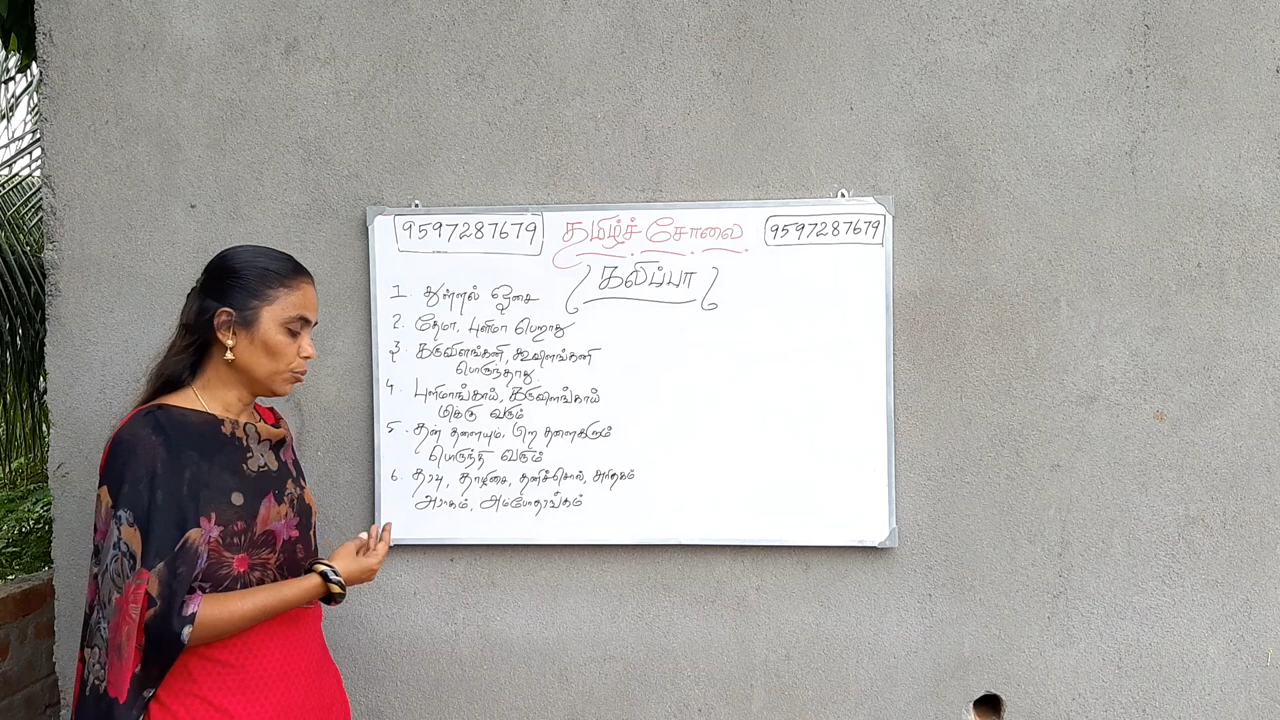 9597287679 தமிழ்ச் சோலை 9597287679
கலிப்பா
1. துள்ளல் ஓசை
2. தேமா, புளிமா பெறாது
3. கருவிளங்கனி, கூவிளங்கனி
பொருந்தாது.
4. புளிமாங்காய், கருவிளங்காய்
மிக்கு வரும்
5. தன் தளையும், பிற தளைகளும்
பொருந்தி வரும்
6. தரவு, தாழிசை, தனிச்சொல், சுரிதகம்
அராகம், அம்போதரங்கம்